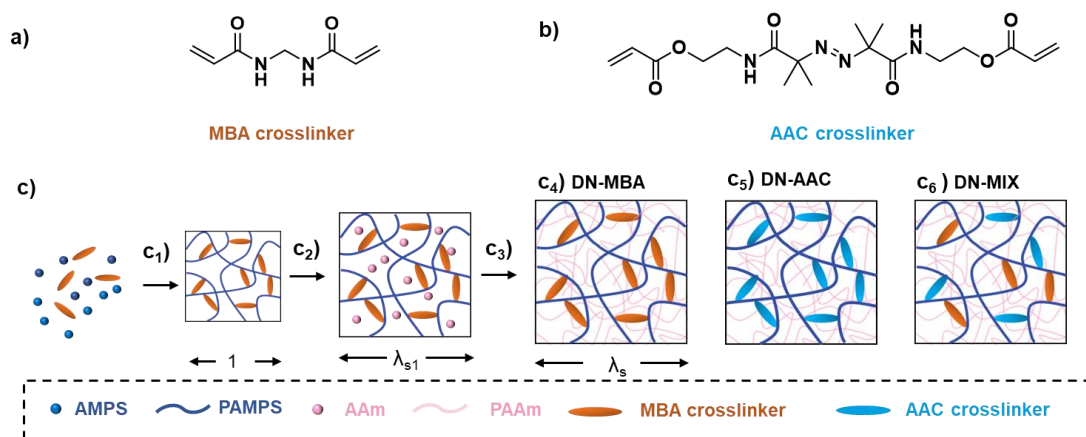 a)
O
O
N
H
N
H
MBA crosslinker
b)
O
O
O
N
H
N
N
H
N
O
O
O
AAC crosslinker
c)
c₁)
c₂)
c₃)
c₄) DN-MBA
c₅) DN-AAC
c₆) DN-MIX
1
λₛ₁
λₛ
AMPS
PAMPS
AAm
PAAm
MBA crosslinker
AAC crosslinker